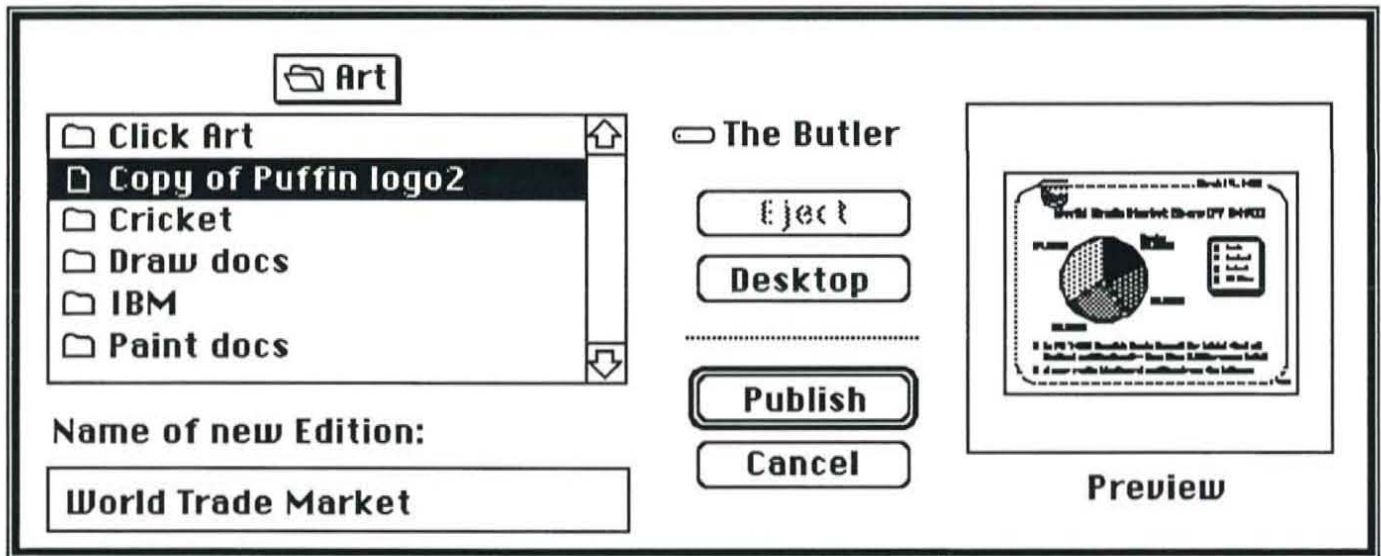 Art
Click Art
Copy of Puffin logo2
Cricket
Draw docs
IBM
Paint docs
Name of new Edition:
World Trade Market
The Butler
Eject
Desktop
Publish
Cancel
Preview